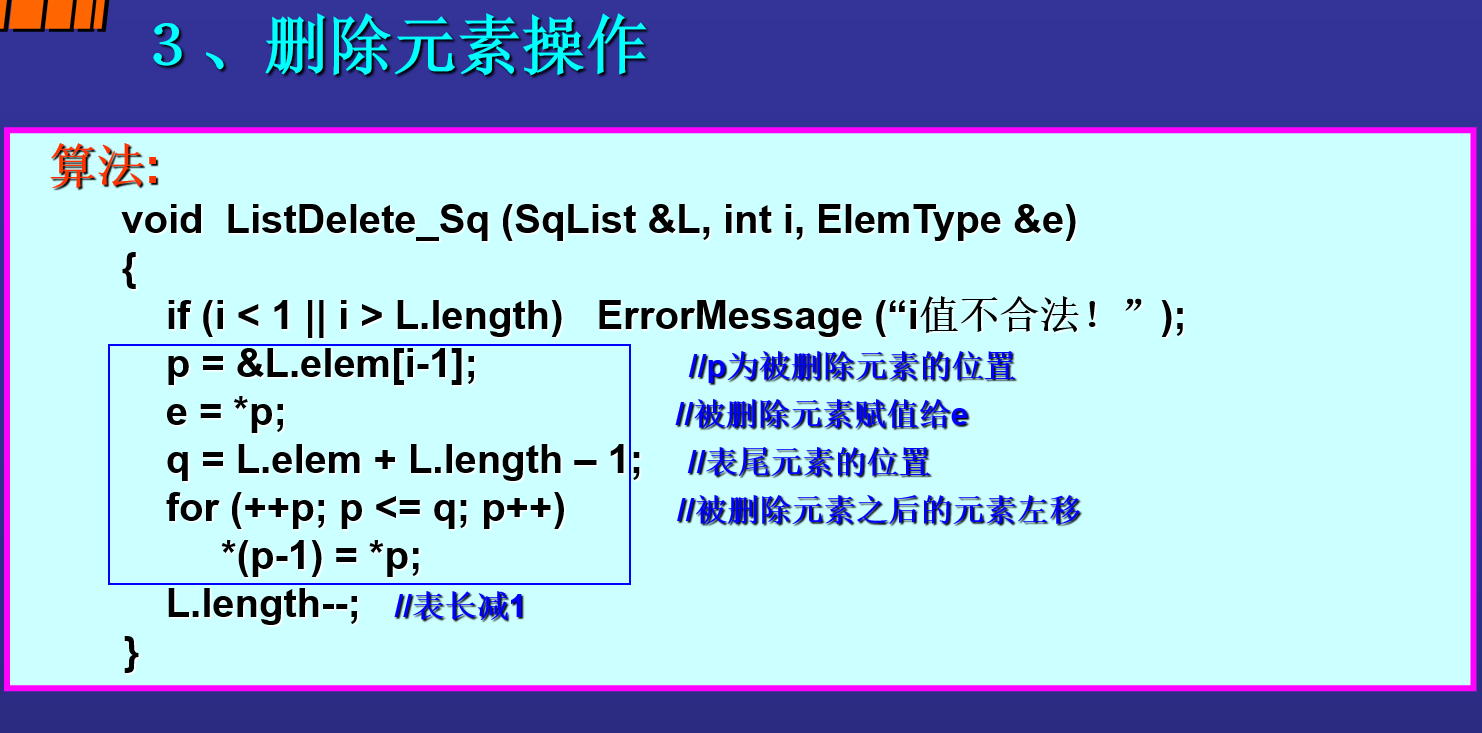 3、删除元素操作
算法:
void ListDelete_Sq (SqList &L, int i, ElemType &e)
{
if (i < 1 || i > L.length) ErrorMessage (“i值不合法！”);
p = &L.elem[i-1]; //p为被删除元素的位置
e = *p; //被删除元素赋值给e
q = L.elem + L.length – 1; //表尾元素的位置
for (++p; p <= q; p++) //被删除元素之后的元素左移
*(p-1) = *p;
L.length--; //表长减1
}